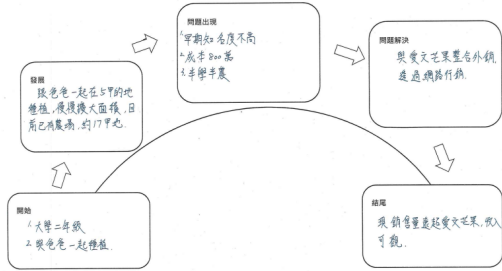 開始
1. 大學二年級
2. 與爸爸一起種植.
發展
跟爸爸一起在5甲的地
種植,慢慢擴大面積,目
前已有農場,約17甲地.
問題出現
1. 早期知名度不高
2. 成本800萬
3. 半學半農
問題解決
與愛文芒果整合外銷,
透過網路行銷.
結尾
現銷售量遠超愛文芒果,收入
可觀.